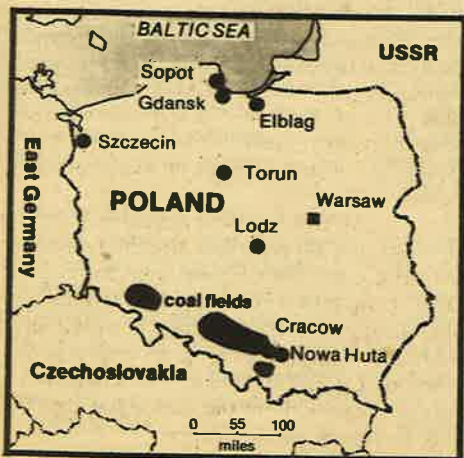 BALTIC SEA
USSR
Sopot
Gdansk
Elblag
Szczecin
East Germany
Torun
POLAND
Warsaw
Lodz
coal fields
Cracow
Nowa Huta
Czechoslovakia
0 55 100
miles